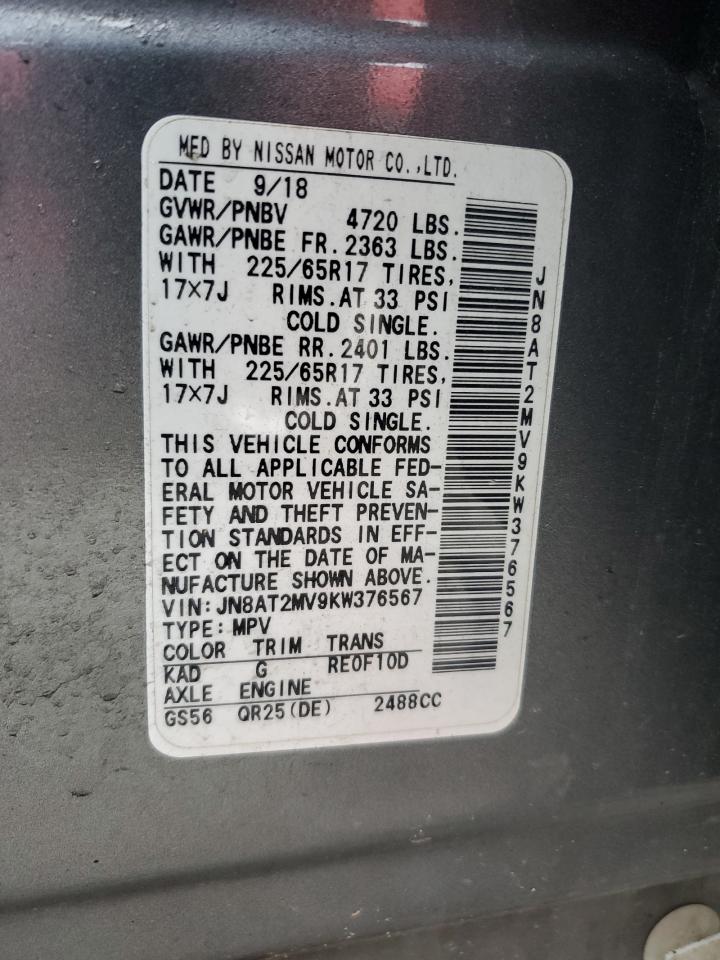 MFD BY NISSAN MOTOR CO.,LTD.
DATE 9/18
GVWR/PNBV 4720 LBS.
GAWR/PNBE FR. 2363 LBS.
WITH 225/65R17 TIRES,
17×7J RIMS. AT 33 PSI
COLD SINGLE.
GAWR/PNBE RR. 2401 LBS.
WITH 225/65R17 TIRES,
17×7J RIMS. AT 33 PSI
COLD SINGLE.
THIS VEHICLE CONFORMS
TO ALL APPLICABLE FED-
ERAL MOTOR VEHICLE SA-
FETY AND THEFT PREVEN-
TION STANDARDS IN EFF-
ECT ON THE DATE OF MA-
NUFACTURE SHOWN ABOVE.
VIN: JN8AT2MV9KW376567
TYPE: MPV
COLOR TRIM TRANS
KAD G RE0F10D
AXLE ENGINE
GS56 QR25(DE) 2488CC
JN8AT2MV9KW376567